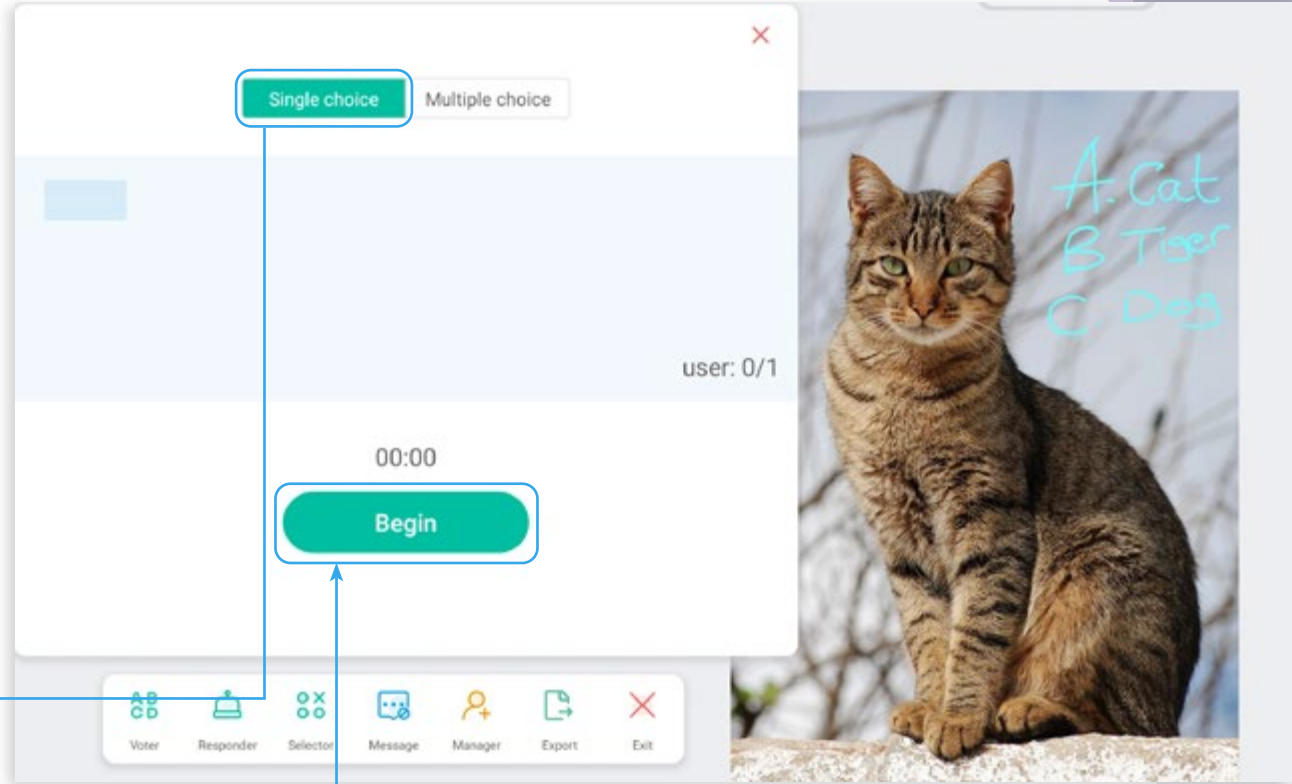 Single choice Multiple choice
A. Cat
B Tiger
C. Dog
user: 0/1
00:00
Begin
Voter Responder Selector Message Manager Export Exit